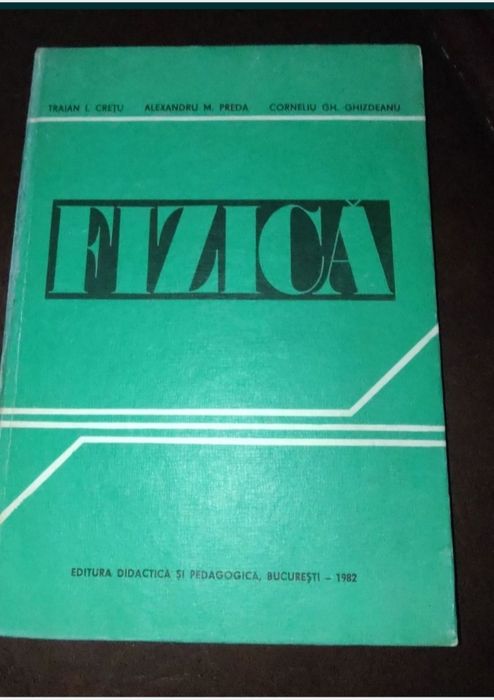 TRAIAN I. CREȚU ALEXANDRU M. PREDA CORNELIU GH. GHIZDEANU
FIZICĂ
EDITURA DIDACTICĂ ȘI PEDAGOGICĂ, BUCUREȘTI – 1982